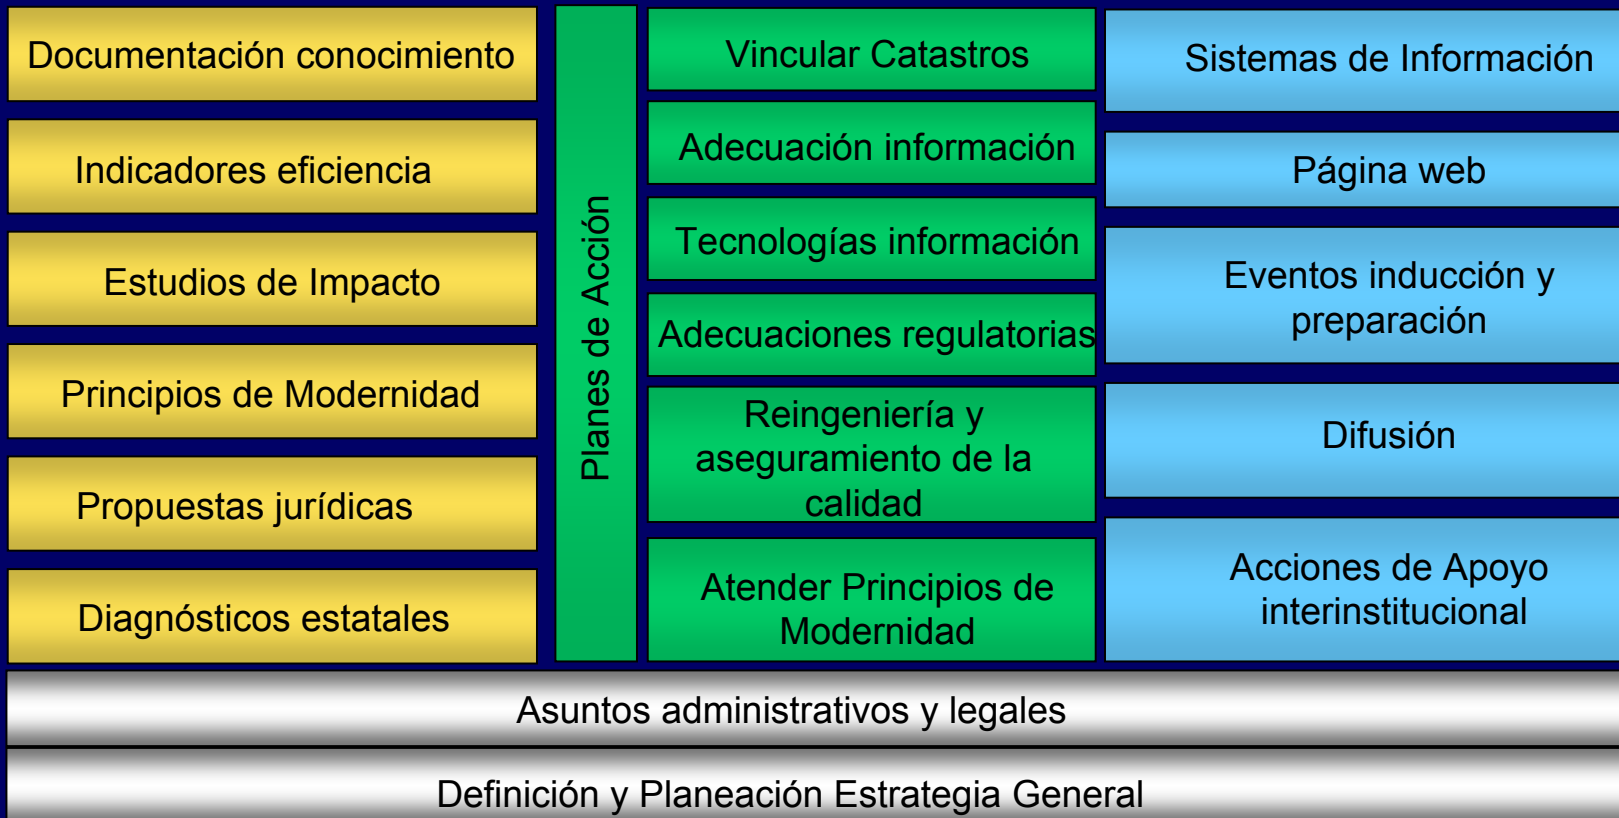 Documentación conocimiento
Indicadores eficiencia
Estudios de Impacto
Principios de Modernidad
Propuestas jurídicas
Diagnósticos estatales
Planes de Acción
Vincular Catastros
Adecuación información
Tecnologías información
Adecuaciones regulatorias
Reingeniería y
aseguramiento de la
calidad
Atender Principios de
Modernidad
Sistemas de Información
Página web
Eventos inducción y
preparación
Difusión
Acciones de Apoyo
interinstitucional
Asuntos administrativos y legales
Definición y Planeación Estrategia General